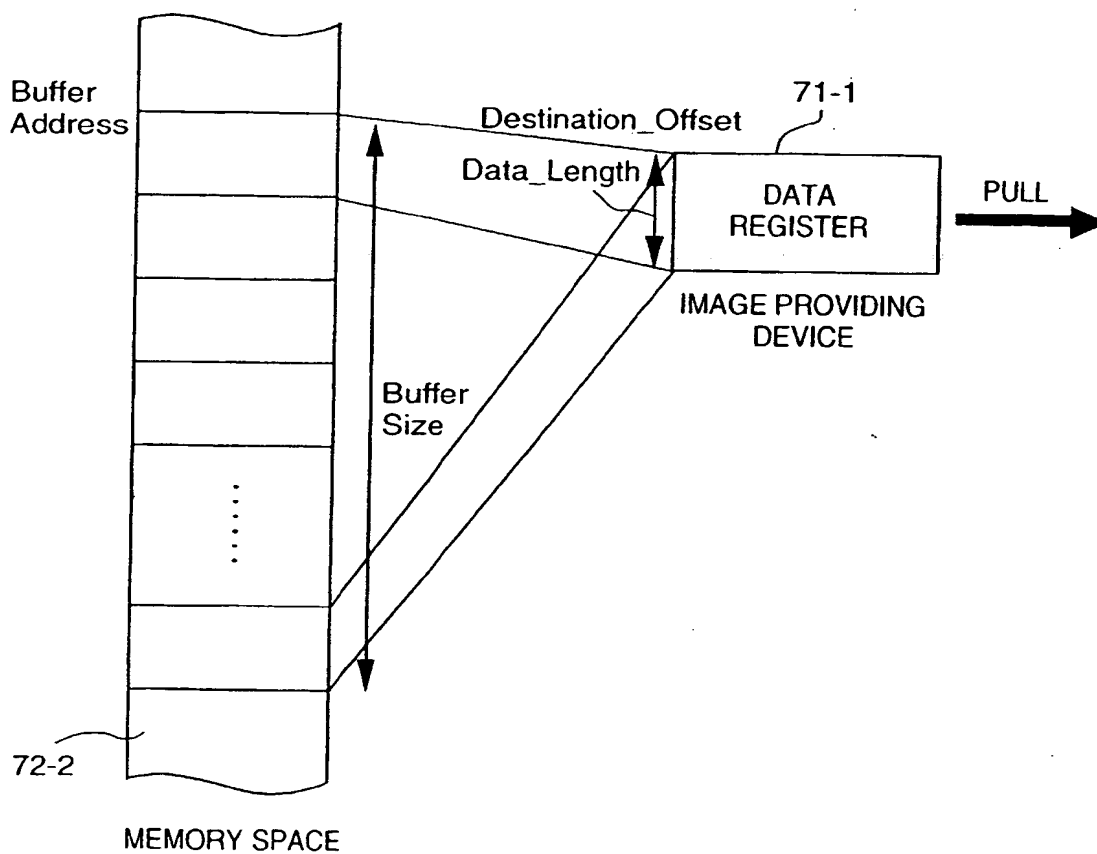 Buffer
Address
Destination_Offset
71-1
Data_Length
DATA
REGISTER
PULL
IMAGE PROVIDING
DEVICE
Buffer
Size
72-2
MEMORY SPACE